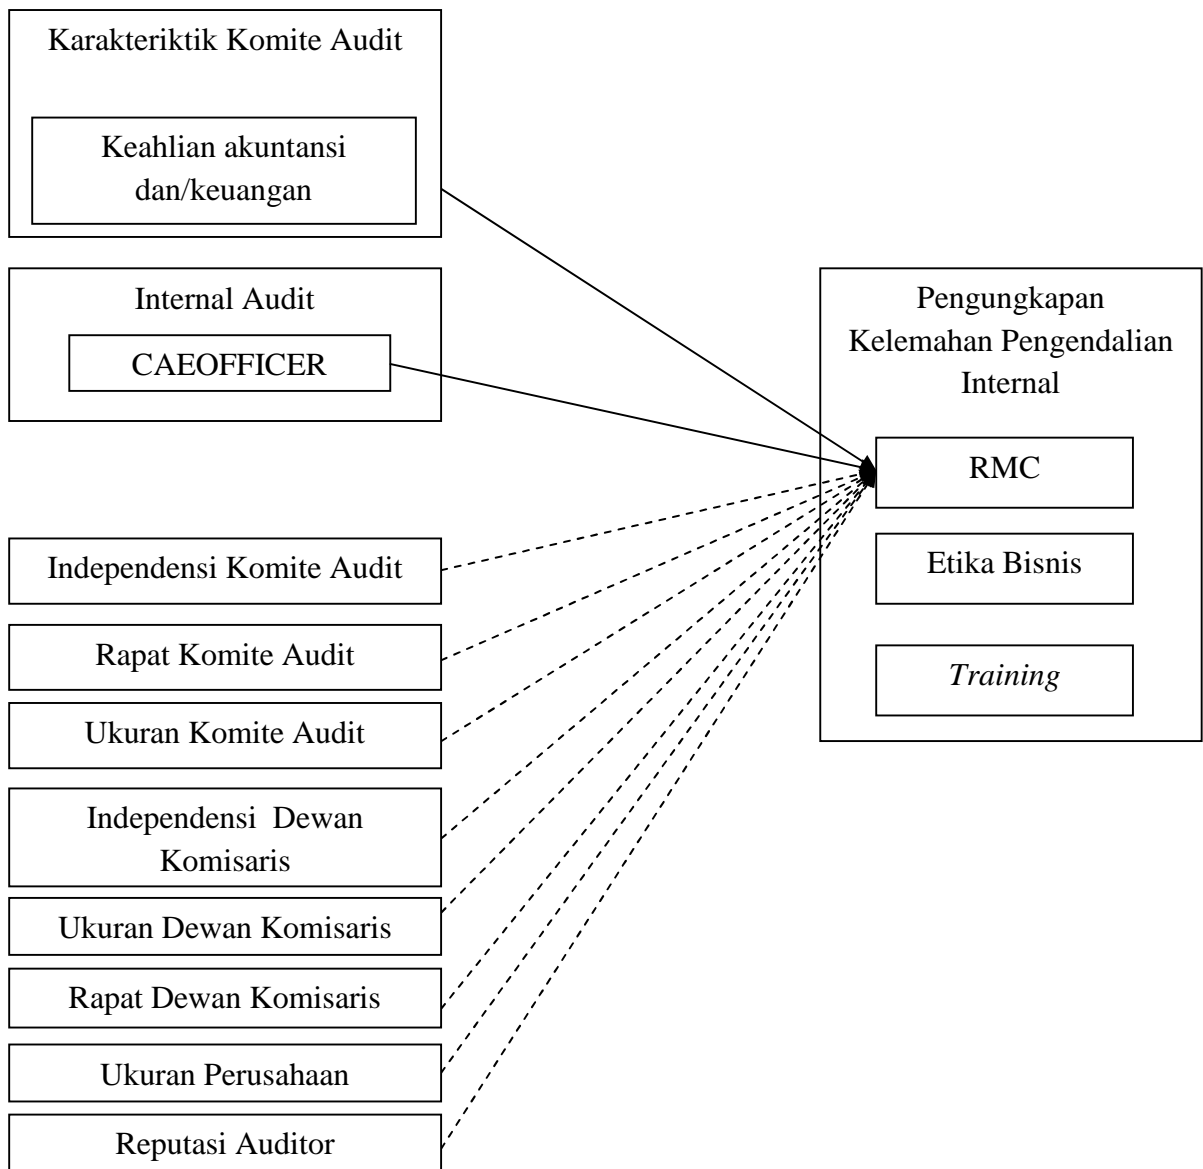 Karakteriktik Komite Audit
Keahlian akuntansi
dan/keuangan
Internal Audit
CAEOFFICER
Independensi Komite Audit
Rapat Komite Audit
Ukuran Komite Audit
Independensi Dewan
Komisaris
Ukuran Dewan Komisaris
Rapat Dewan Komisaris
Ukuran Perusahaan
Reputasi Auditor
Pengungkapan
Kelemahan Pengendalian
Internal
RMC
Etika Bisnis
Training